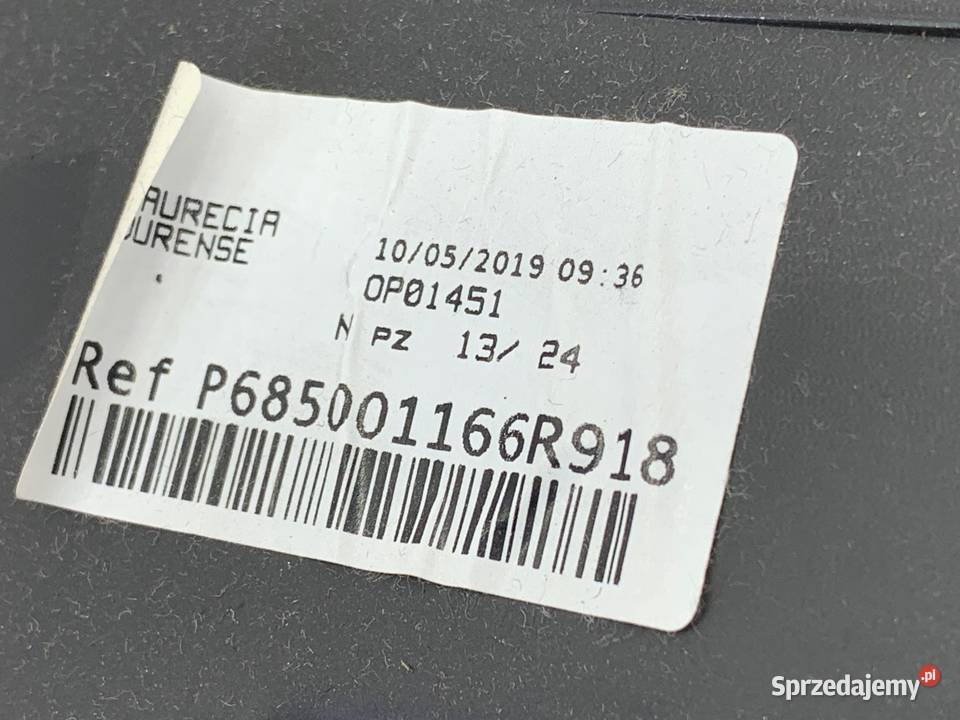 AURECIA
URENSE
10/05/2019 09:36
OP01451
N PZ 13/ 24
Ref P685001166R918
Sprzedajemy.pl